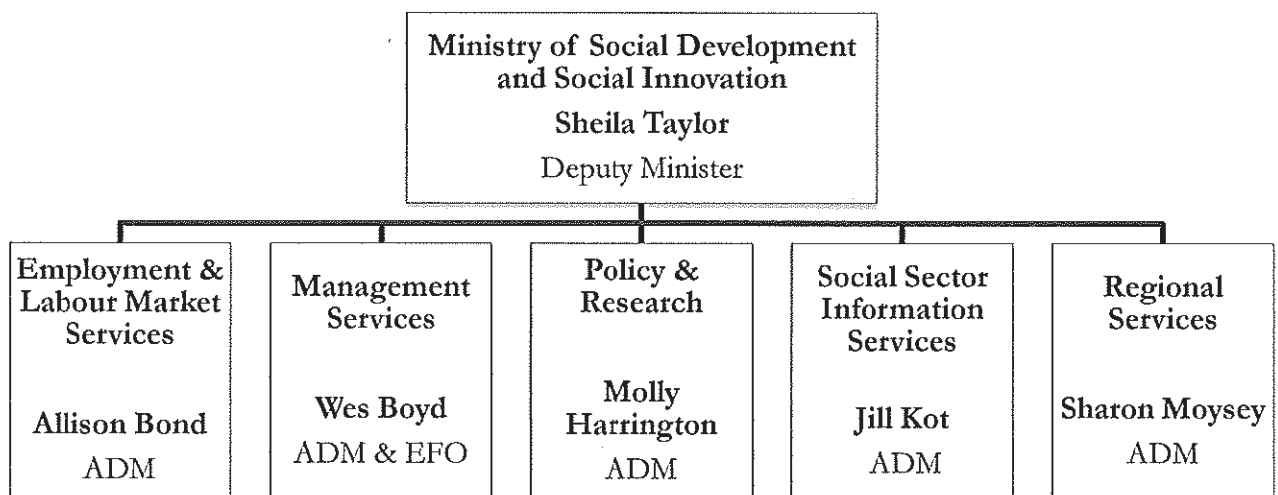 Ministry of Social Development
and Social Innovation
Sheila Taylor
Deputy Minister
Employment &
Labour Market
Services
Allison Bond
ADM
Management
Services
Wes Boyd
ADM & EFO
Policy &
Research
Molly
Harrington
ADM
Social Sector
Information
Services
Jill Kot
ADM
Regional
Services
Sharon Moysey
ADM